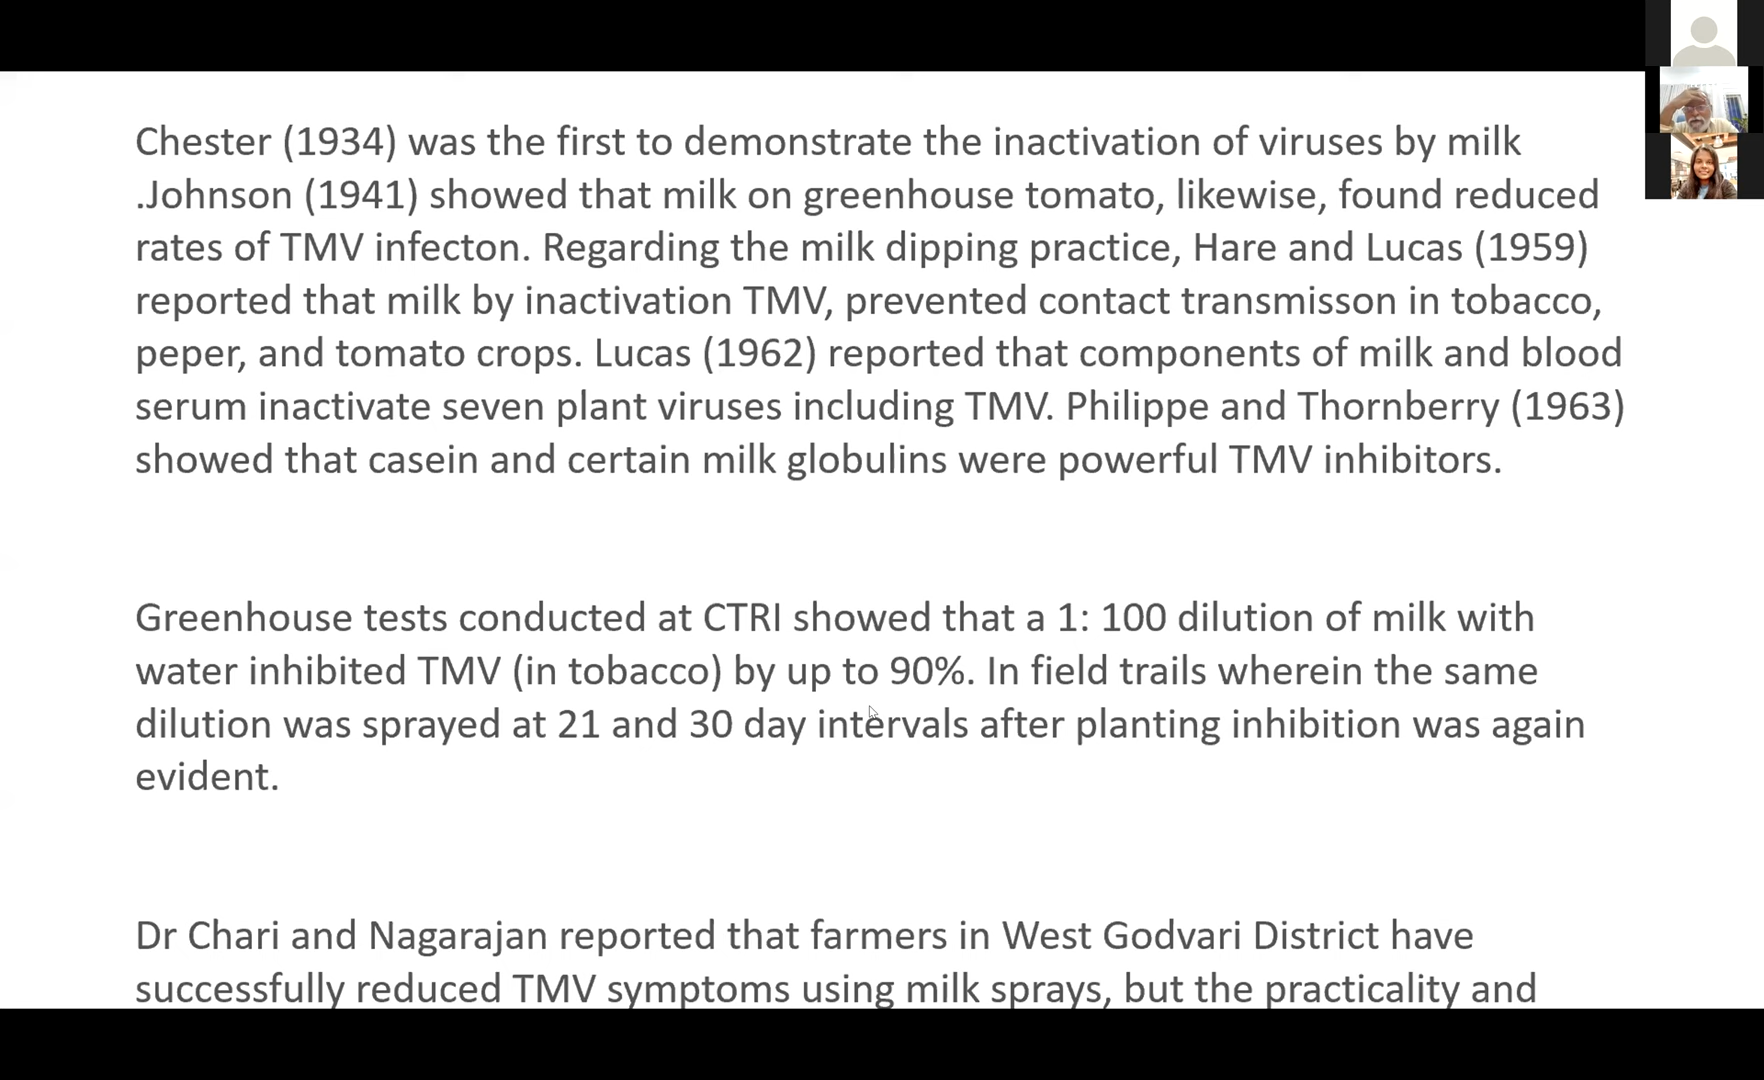 Chester (1934) was the first to demonstrate the inactivation of viruses by milk
.Johnson (1941) showed that milk on greenhouse tomato, likewise, found reduced
rates of TMV infecton. Regarding the milk dipping practice, Hare and Lucas (1959)
reported that milk by inactivation TMV, prevented contact transmisson in tobacco,
peper, and tomato crops. Lucas (1962) reported that components of milk and blood
serum inactivate seven plant viruses including TMV. Philippe and Thornberry (1963)
showed that casein and certain milk globulins were powerful TMV inhibitors.
Greenhouse tests conducted at CTRI showed that a 1: 100 dilution of milk with
water inhibited TMV (in tobacco) by up to 90%. In field trails wherein the same
dilution was sprayed at 21 and 30 day intervals after planting inhibition was again
evident.
Dr Chari and Nagarajan reported that farmers in West Godvari District have
successfully reduced TMV symptoms using milk sprays, but the practicality and